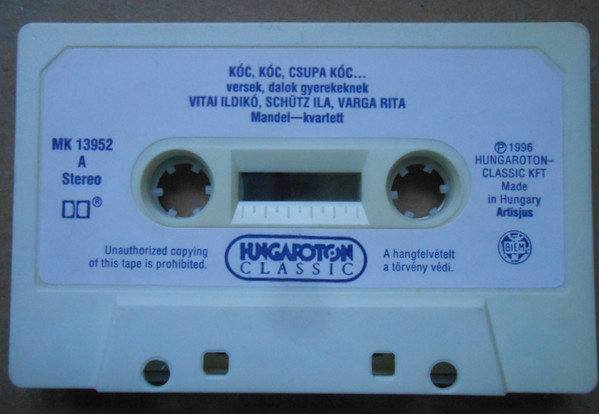 KÓC, KÓC, CSUPA KÓC...
versek, dalok gyerekeknek
VITAI ILDIKÓ, SCHÜTZ ILA, VARGA RITA
Mandel—kvartett
MK 13952
A
Stereo
®
Ⓟ 1996
HUNGAROTON–
CLASSIC KFT
Made
in Hungary
Artisjus
BIEM
Unauthorized copying
of this tape is prohibited.
HUNGAROTON
CLASSIC
A hangfelvételt
a törvény védi.